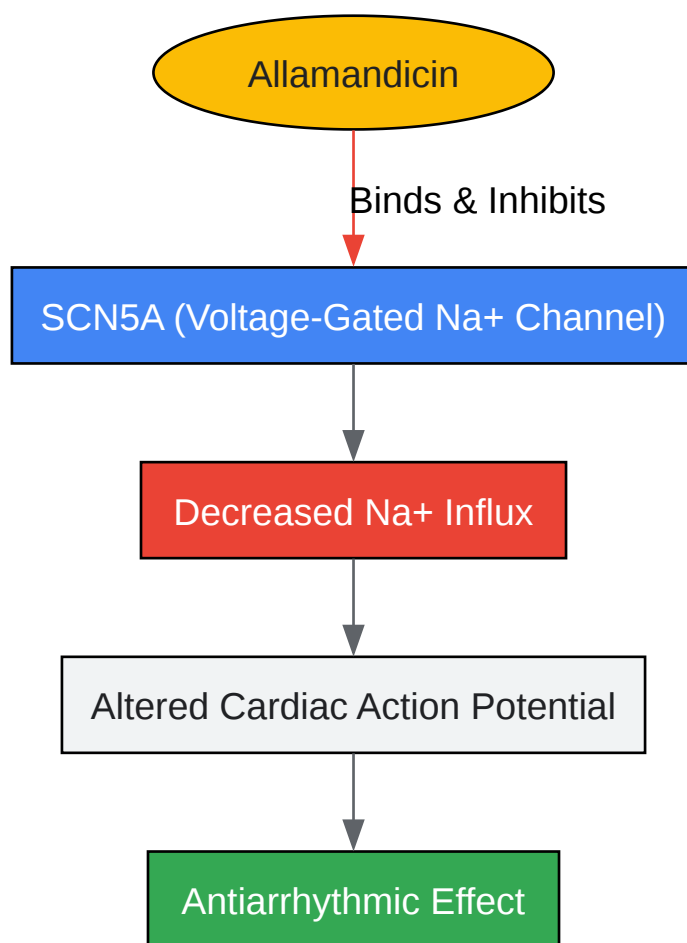 Allamandicin
Binds & Inhibits
SCN5A (Voltage-Gated Na+ Channel)
Decreased Na+ Influx
Altered Cardiac Action Potential
Antiarrhythmic Effect